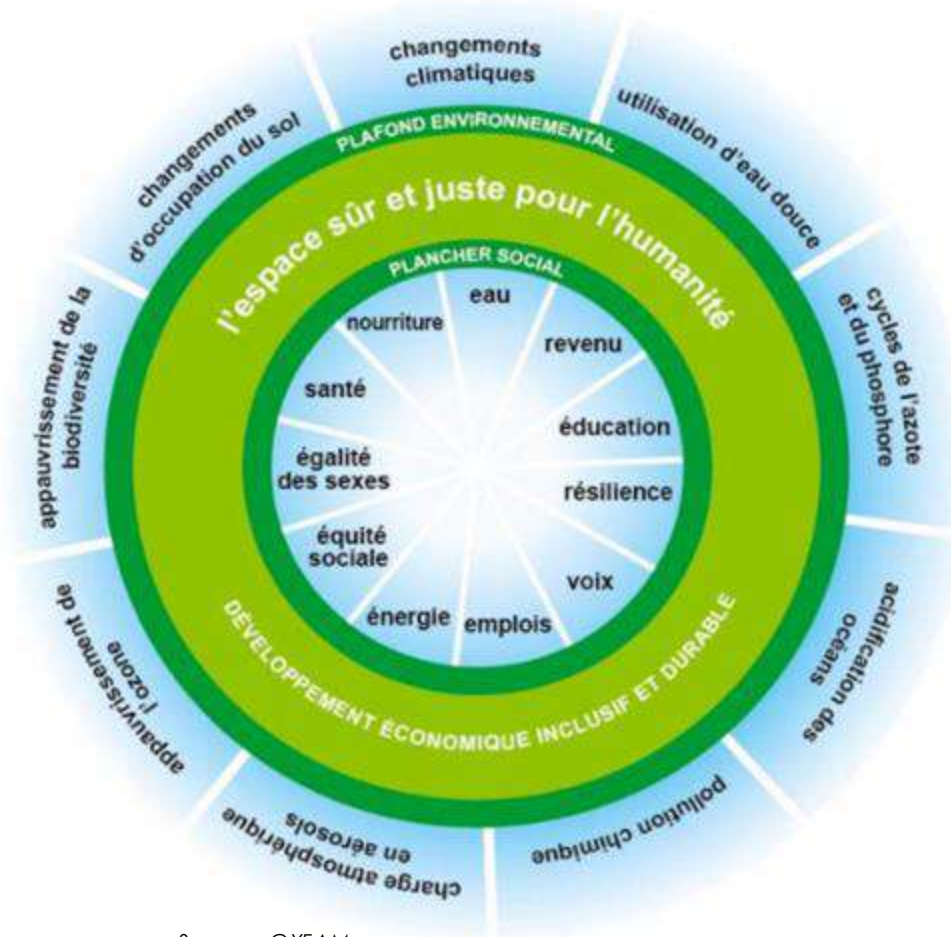 changements
climatiques
utilisation d'eau douce
cycles de l'azote
et du phosphore
acidification des
océans
pollution chimique
charge atmosphérique
en aérosols
appauvrissement de
l'ozone
appauvrissement de la
biodiversité
changements
d'occupation du sol
PLAFOND ENVIRONNEMENTAL
l'espace sûr et juste pour l'humanité
PLANCHER SOCIAL
eau
revenu
éducation
résilience
voix
emplois
énergie
équité
sociale
égalité
des sexes
santé
nourriture
DÉVELOPPEMENT ÉCONOMIQUE INCLUSIF ET DURABLE